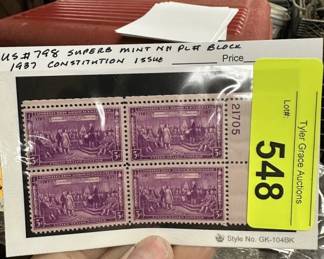 US#798 SUPERB MINT NH PL# BLOCK
1937 CONSTITUTION ISSUE
Price
21705
Lot#:
548
Tyler Grace Auctions
Style No. GK-104BK